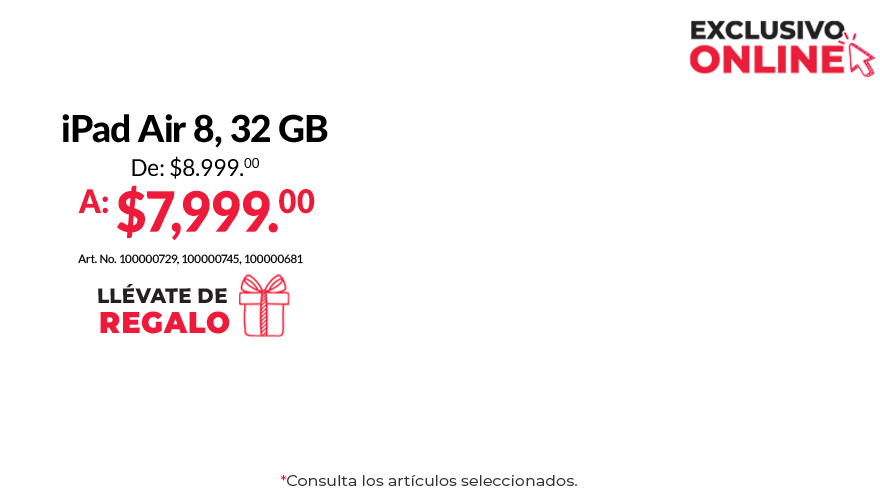 EXCLUSIVO
ONLINE
iPad Air 8, 32 GB
De: $8.999.00
A: $7,999.00
Art. No. 100000729, 100000745, 100000681
LLÉVATE DE
REGALO
*Consulta los artículos seleccionados.